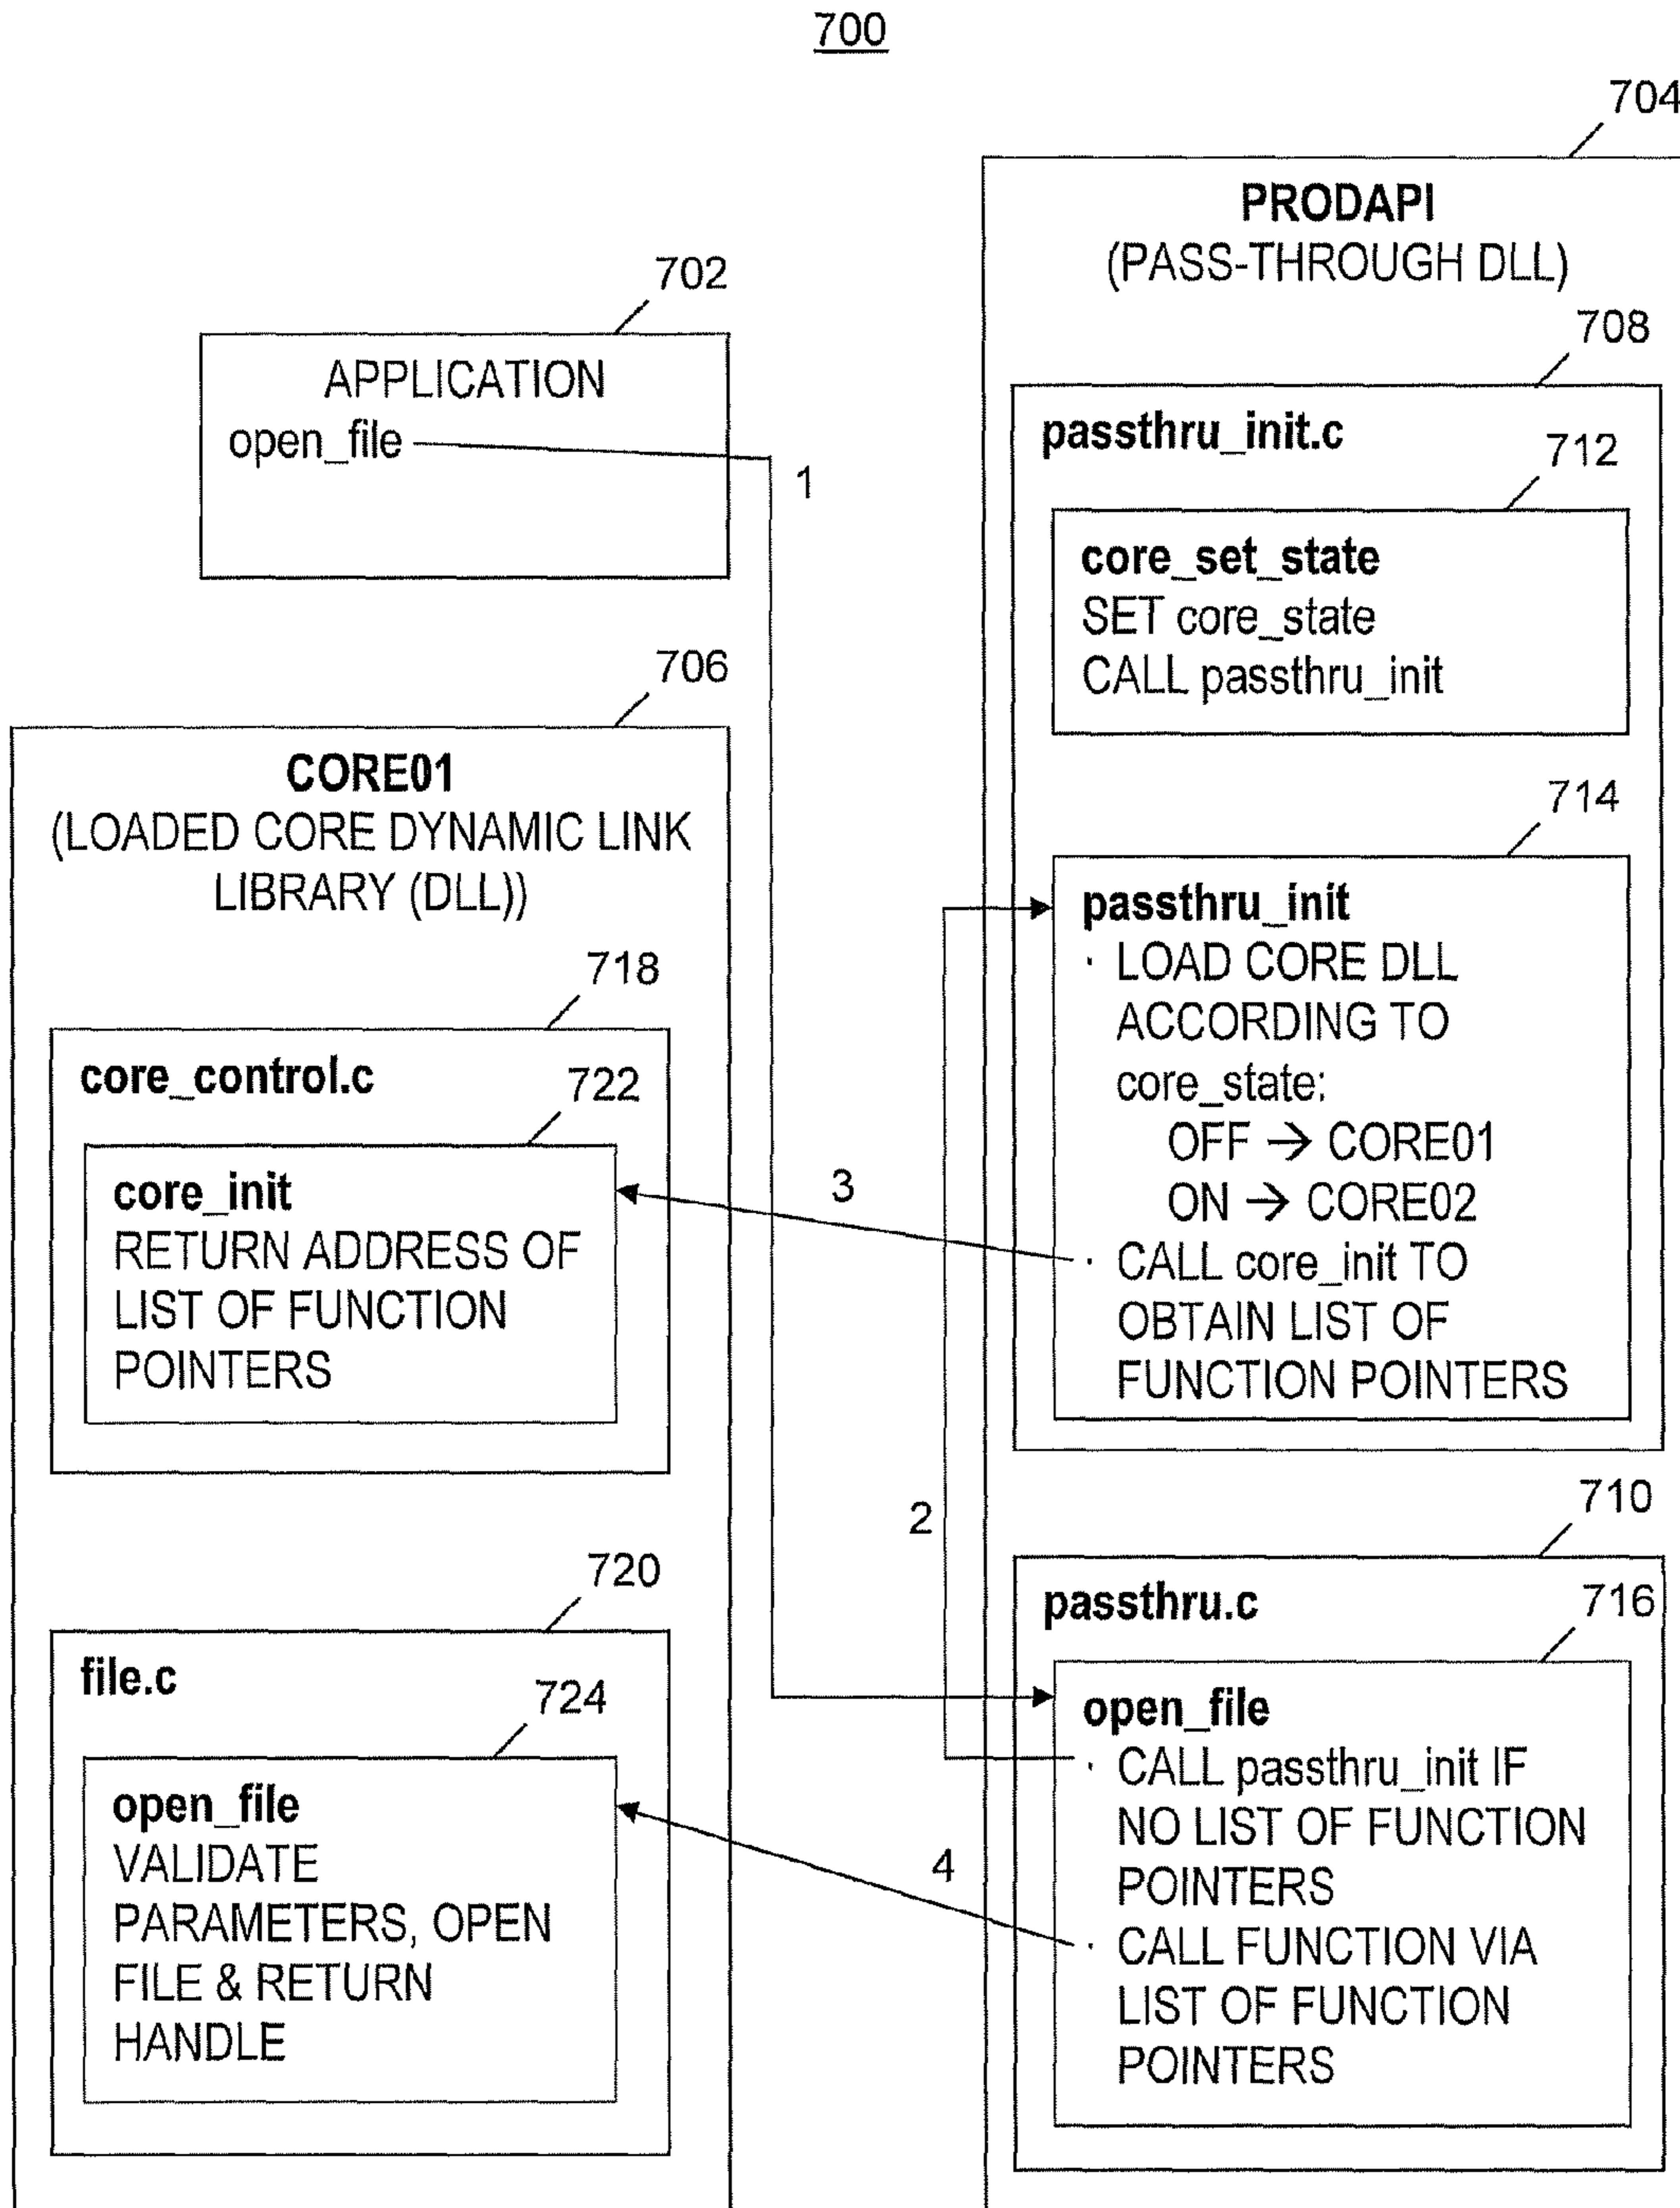 700
704
PRODAPI
(PASS-THROUGH DLL)
702
APPLICATION
open_file
1
708
passthru_init.c
712
core_set_state
SET core_state
CALL passthru_init
706
CORE01
(LOADED CORE DYNAMIC LINK
LIBRARY (DLL))
714
passthru_init
· LOAD CORE DLL
ACCORDING TO
core_state:
OFF → CORE01
ON → CORE02
· CALL core_init TO
OBTAIN LIST OF
FUNCTION POINTERS
718
core_control.c
722
core_init
RETURN ADDRESS OF
LIST OF FUNCTION
POINTERS
3
2
710
passthru.c
716
open_file
· CALL passthru_init IF
NO LIST OF FUNCTION
POINTERS
· CALL FUNCTION VIA
LIST OF FUNCTION
POINTERS
720
file.c
724
open_file
VALIDATE
PARAMETERS, OPEN
FILE & RETURN
HANDLE
4